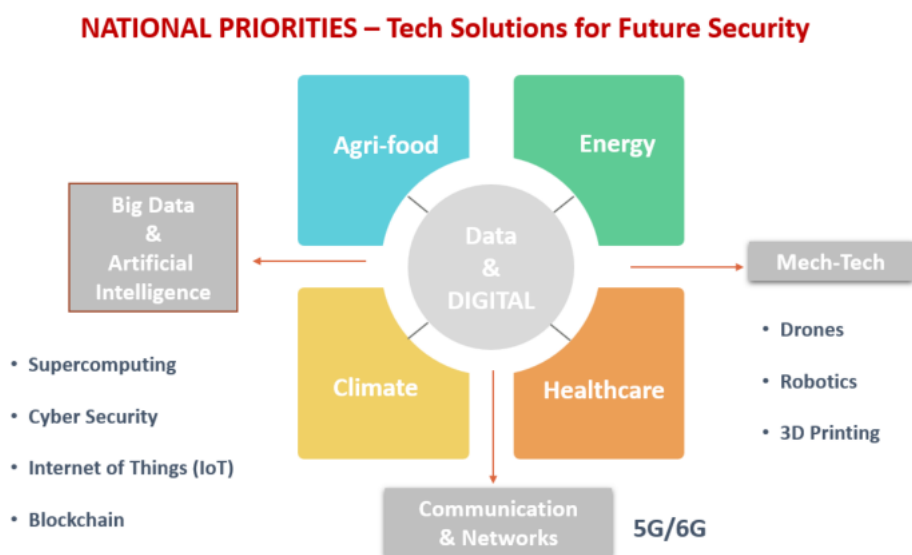 NATIONAL PRIORITIES – Tech Solutions for Future Security
Agri-food
Energy
Big Data
&
Artificial
Intelligence
Data
&
DIGITAL
Mech-Tech
Climate
Healthcare
• Supercomputing
• Cyber Security
• Internet of Things (IoT)
• Blockchain
• Drones
• Robotics
• 3D Printing
Communication
& Networks
5G/6G